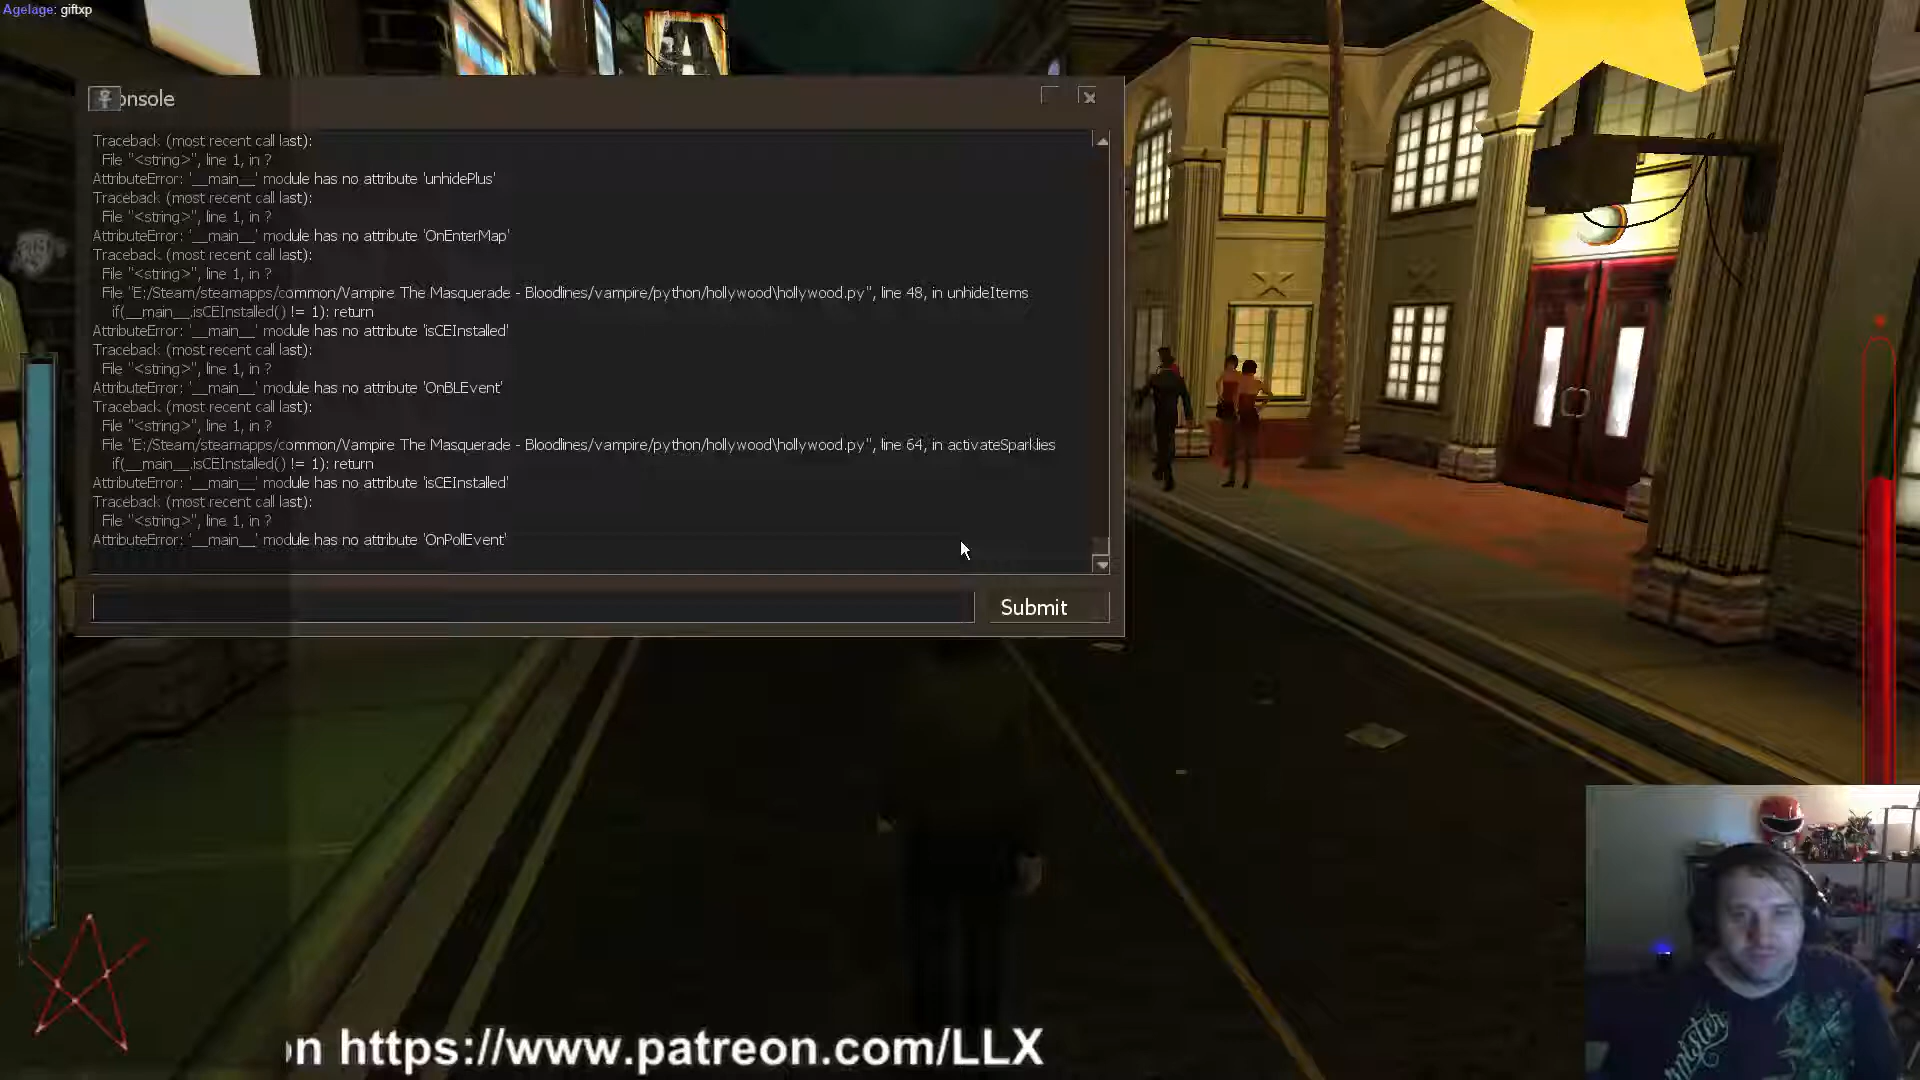 Agelage: giftxp
onsole
Traceback (most recent call last):
File "<string>", line 1, in ?
AttributeError: '__main__' module has no attribute 'unhidePlus'
Traceback (most recent call last):
File "<string>", line 1, in ?
AttributeError: '__main__' module has no attribute 'OnEnterMap'
Traceback (most recent call last):
File "<string>", line 1, in ?
File "E:/Steam/steamapps/common/Vampire The Masquerade - Bloodlines/vampire/python/hollywood\hollywood.py", line 48, in unhideItems
if(__main__.isCEInstalled() != 1): return
AttributeError: '__main__' module has no attribute 'isCEInstalled'
Traceback (most recent call last):
File "<string>", line 1, in ?
AttributeError: '__main__' module has no attribute 'OnBLEvent'
Traceback (most recent call last):
File "<string>", line 1, in ?
File "E:/Steam/steamapps/common/Vampire The Masquerade - Bloodlines/vampire/python/hollywood\hollywood.py", line 64, in activateSparklies
if(__main__.isCEInstalled() != 1): return
AttributeError: '__main__' module has no attribute 'isCEInstalled'
Traceback (most recent call last):
File "<string>", line 1, in ?
AttributeError: '__main__' module has no attribute 'OnPollEvent'
Submit
on https://www.patreon.com/LLX